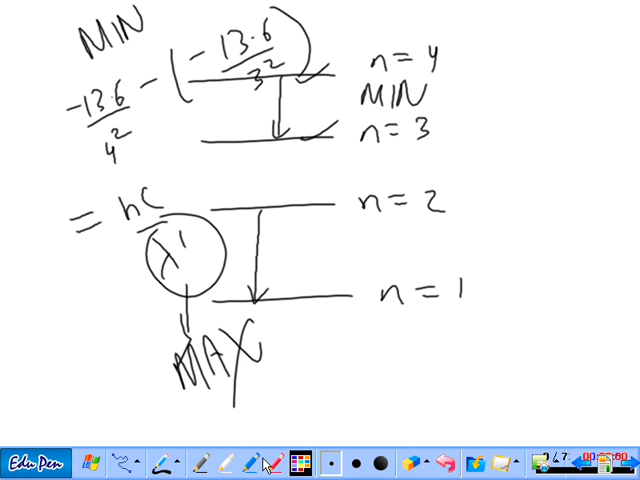 MIN
-13.6/4² - (-13.6/3²)
= hc/λ'
MAX
n = 4
MIN
n = 3
n = 2
n = 1
Edu Pen